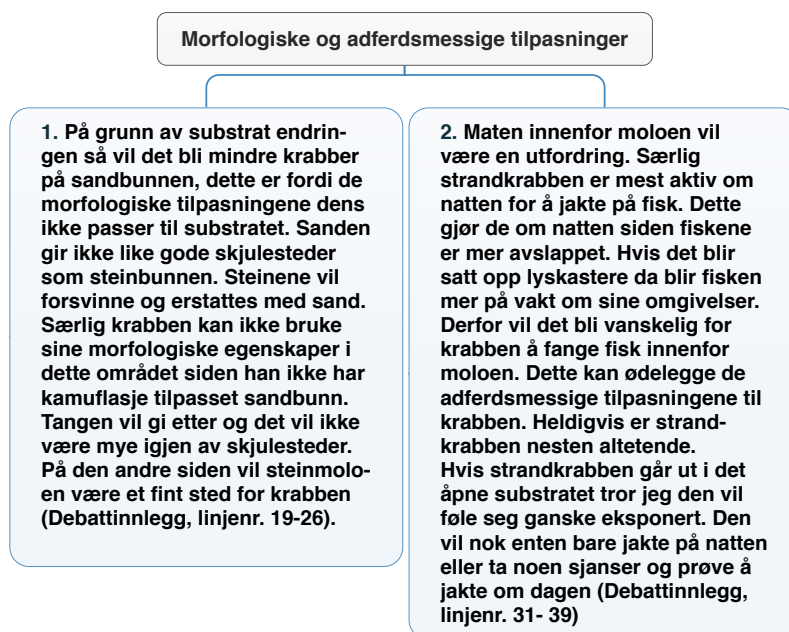 Morfologiske og adferdsmessige tilpasninger
1. På grunn av substrat endrin-
gen så vil det bli mindre krabber
på sandbunnen, dette er fordi de
morfologiske tilpasningene dens
ikke passer til substratet. Sanden
gir ikke like gode skjulesteder
som steinbunnen. Steinene vil
forsvinne og erstattes med sand.
Særlig krabben kan ikke bruke
sine morfologiske egenskaper i
dette området siden han ikke har
kamuflasje tilpasset sandbunn.
Tangen vil gi etter og det vil ikke
være mye igjen av skjulesteder.
På den andre siden vil steinmolo-
en være et fint sted for krabben
(Debattinnlegg, linjenr. 19-26).
2. Maten innenfor moloen vil
være en utfordring. Særlig
strandkrabben er mest aktiv om
natten for å jakte på fisk. Dette
gjør de om natten siden fiskene
er mer avslappet. Hvis det blir
satt opp lyskastere da blir fisken
mer på vakt om sine omgivelser.
Derfor vil det bli vanskelig for
krabben å fange fisk innenfor
moloen. Dette kan ødelegge de
adferdsmessige tilpasningene til
krabben. Heldigvis er strand-
krabben nesten altetende.
Hvis strandkrabben går ut i det
åpne substratet tror jeg den vil
føle seg ganske eksponert. Den
vil nok enten bare jakte på natten
eller ta noen sjanser og prøve å
jakte om dagen (Debattinnlegg,
linjenr. 31- 39)